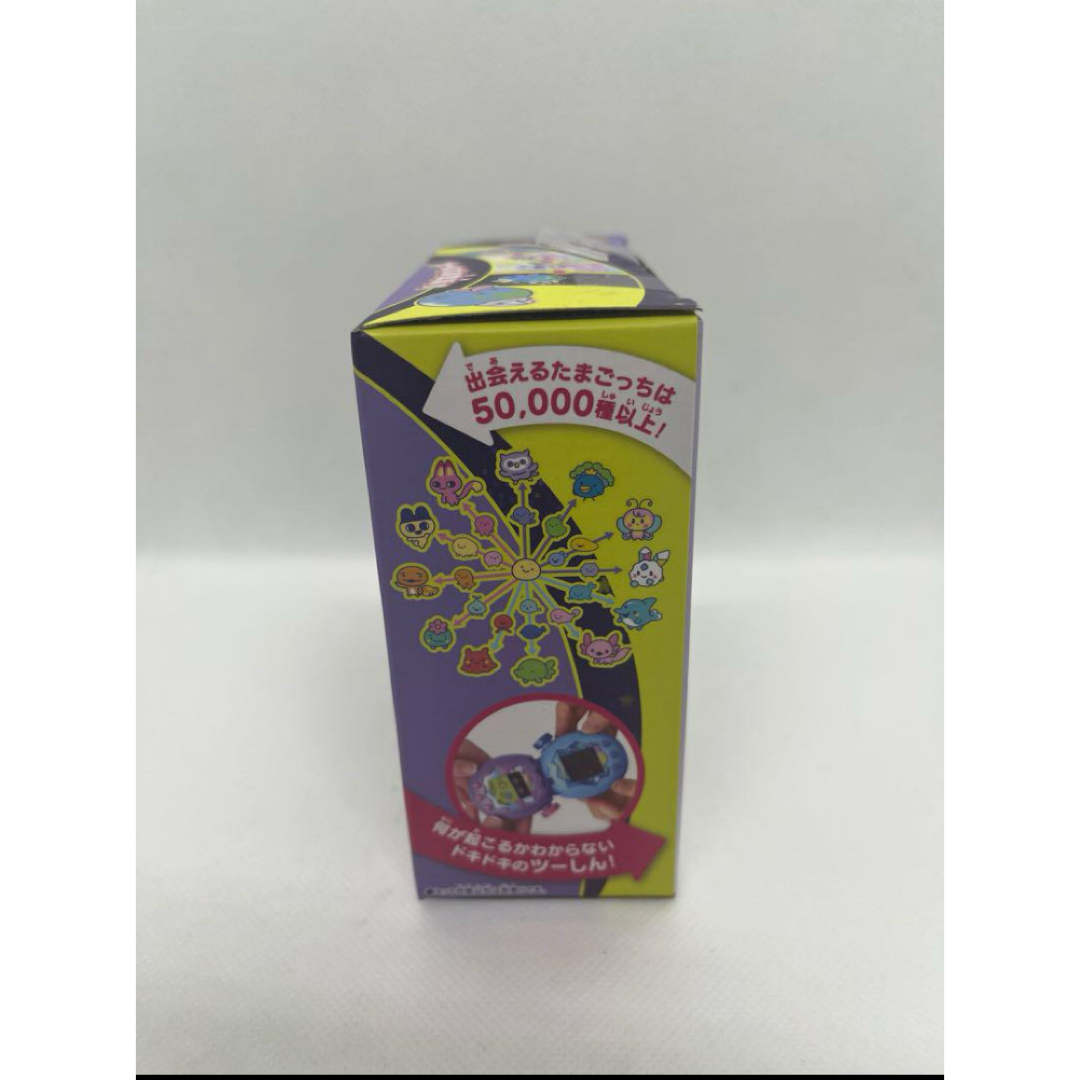 出会えるたまごっちは
50,000種以上!
何が起こるかわからない
ドキドキのツーしん!